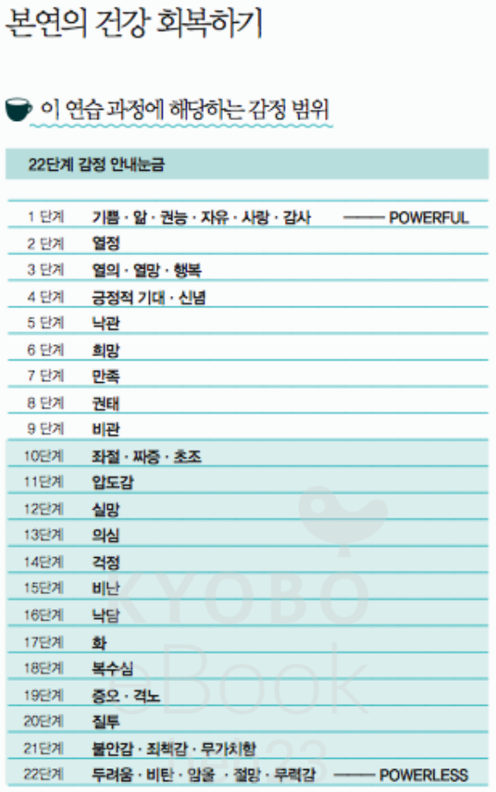 본연의 건강 회복하기
이 연습 과정에 해당하는 감정 범위
22단계 감정 안내눈금
1 단계 기쁨 · 앎 · 권능 · 자유 · 사랑 · 감사 —— POWERFUL
2 단계 열정
3 단계 열의 · 열망 · 행복
4 단계 긍정적 기대 · 신념
5 단계 낙관
6 단계 희망
7 단계 만족
8 단계 권태
9 단계 비관
10단계 좌절 · 짜증 · 초조
11단계 압도감
12단계 실망
13단계 의심
14단계 걱정
15단계 비난
16단계 낙담
17단계 화
18단계 복수심
19단계 증오 · 격노
20단계 질투
21단계 불안감 · 죄책감 · 무가치함
22단계 두려움 · 비탄 · 암울 · 절망 · 무력감 —— POWERLESS
KYOBO
eBook